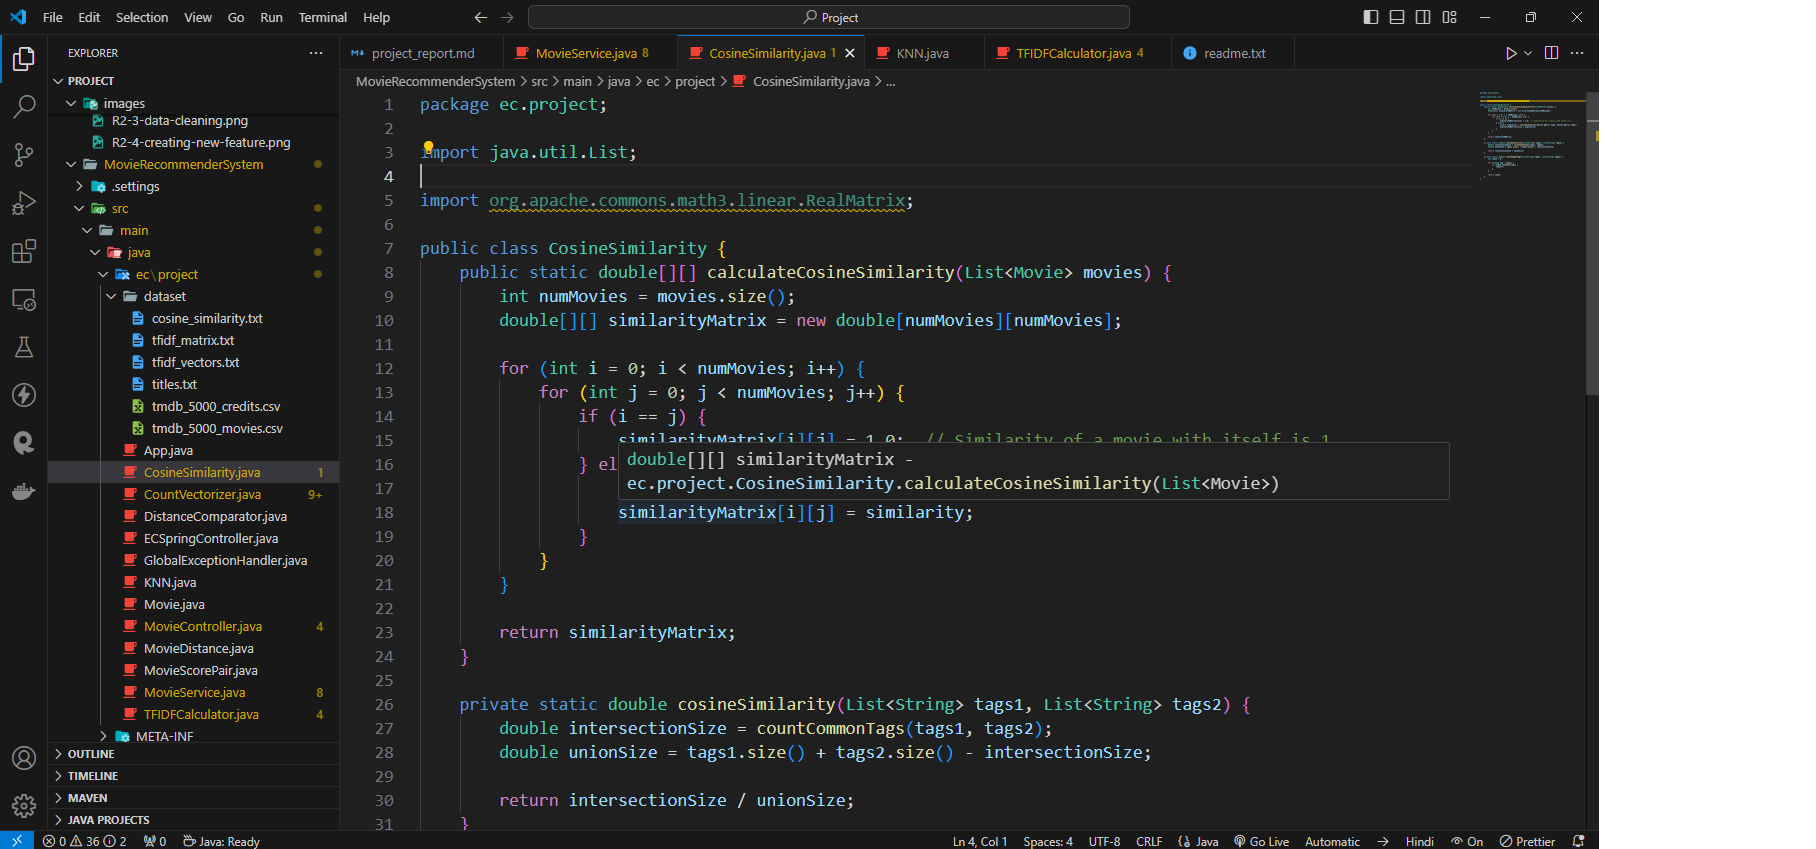 File Edit Selection View Go Run Terminal Help
Project
EXPLORER
PROJECT
images
R2-3-data-cleaning.png
R2-4-creating-new-feature.png
MovieRecommenderSystem
.settings
src
main
java
ec\project
dataset
cosine_similarity.txt
tfidf_matrix.txt
tfidf_vectors.txt
titles.txt
tmdb_5000_credits.csv
tmdb_5000_movies.csv
App.java
CosineSimilarity.java 1
CountVectorizer.java 9+
DistanceComparator.java
ECSpringController.java
GlobalExceptionHandler.java
KNN.java
Movie.java
MovieController.java 4
MovieDistance.java
MovieScorePair.java
MovieService.java 8
TFIDFCalculator.java 4
META-INF
OUTLINE
TIMELINE
MAVEN
JAVA PROJECTS
project_report.md MovieService.java 8 CosineSimilarity.java 1 KNN.java TFIDFCalculator.java 4 readme.txt
MovieRecommenderSystem > src > main > java > ec > project > CosineSimilarity.java > ...
1 package ec.project;
2
3 import java.util.List;
4
5 import org.apache.commons.math3.linear.RealMatrix;
6
7 public class CosineSimilarity {
8 public static double[][] calculateCosineSimilarity(List<Movie> movies) {
9 int numMovies = movies.size();
10 double[][] similarityMatrix = new double[numMovies][numMovies];
11
12 for (int i = 0; i < numMovies; i++) {
13 for (int j = 0; j < numMovies; j++) {
14 if (i == j) {
15 similarityMatrix[i][j] = 1.0; // Similarity of a movie with itself is 1
16 } el
double[][] similarityMatrix -
17
ec.project.CosineSimilarity.calculateCosineSimilarity(List<Movie>)
18 similarityMatrix[i][j] = similarity;
19 }
20 }
21 }
22
23 return similarityMatrix;
24 }
25
26 private static double cosineSimilarity(List<String> tags1, List<String> tags2) {
27 double intersectionSize = countCommonTags(tags1, tags2);
28 double unionSize = tags1.size() + tags2.size() - intersectionSize;
29
30 return intersectionSize / unionSize;
31 }
0 36 2 0 Java: Ready Ln 4, Col 1 Spaces: 4 UTF-8 CRLF Java Go Live Automatic Hindi On Prettier